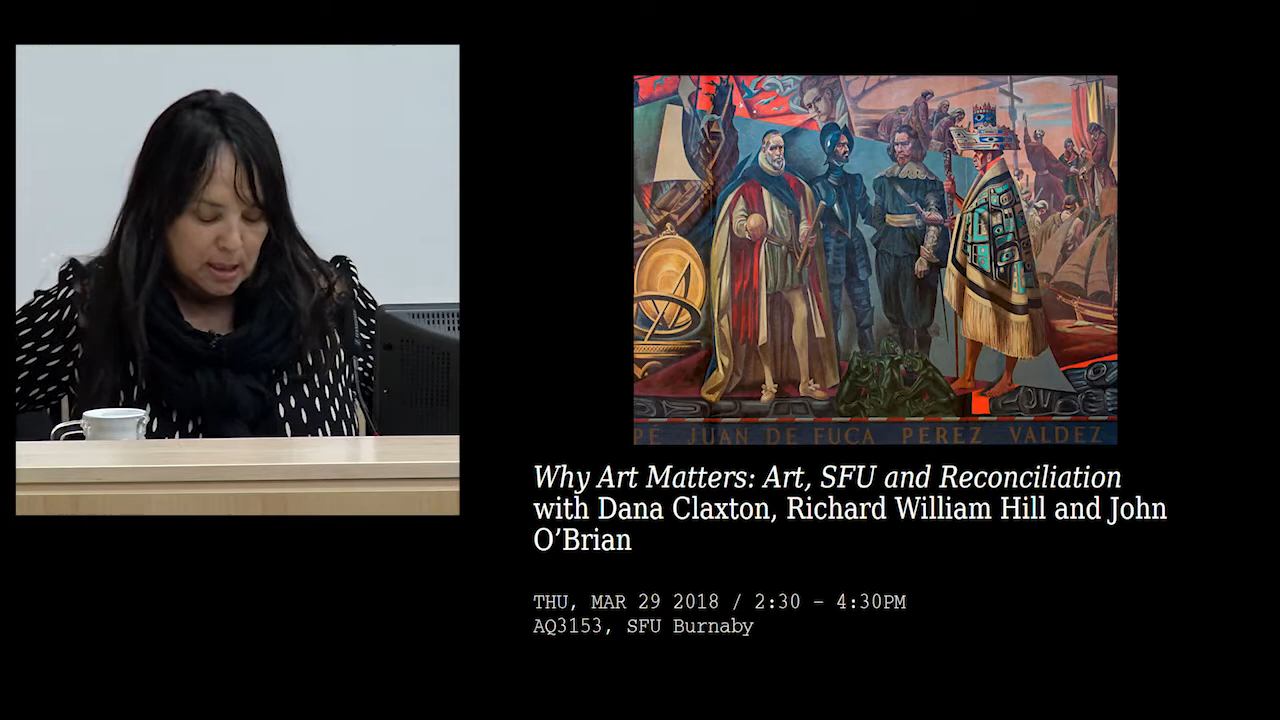 PÉ JUAN DE FUCA PEREZ VALDEZ
Why Art Matters: Art, SFU and Reconciliation
with Dana Claxton, Richard William Hill and John
O’Brian
THU, MAR 29 2018 / 2:30 – 4:30PM
AQ3153, SFU Burnaby